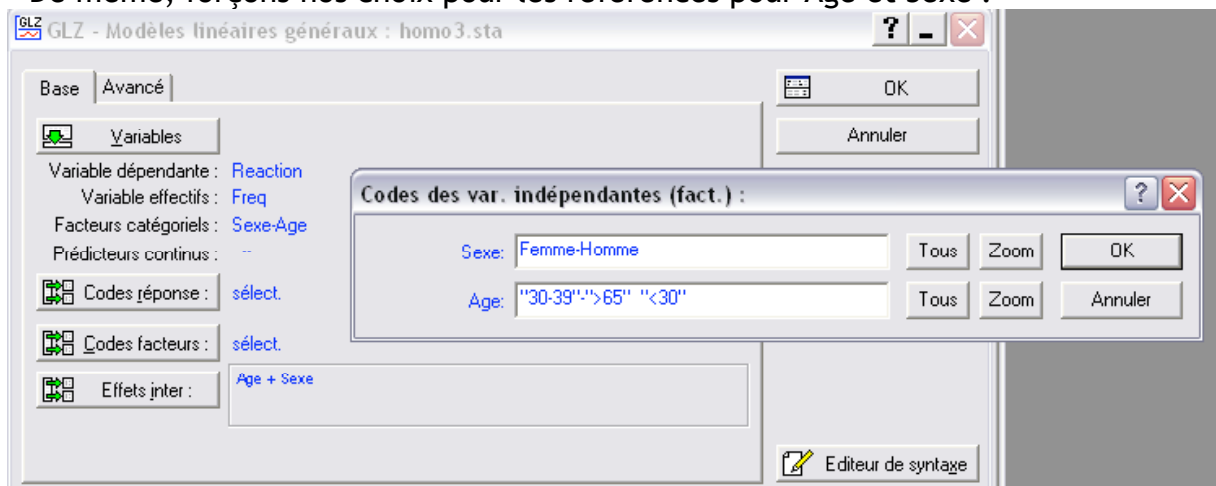 De même, forçons nos choix pour les références pour Age et Sexe :
GLZ GLZ - Modèles linéaires généraux : homo3.sta
Base Avancé
OK
Variables
Annuler
Variable dépendante : Reaction
Variable effectifs : Freq
Facteurs catégoriels : Sexe-Age
Prédicteurs continus : --
Codes réponse : sélect.
Codes facteurs : sélect.
Effets inter : Age + Sexe
Codes des var. indépendantes (fact.) :
Sexe: Femme-Homme Tous Zoom OK
Age: "30-39"-">65" "<30" Tous Zoom Annuler
Editeur de syntaxe